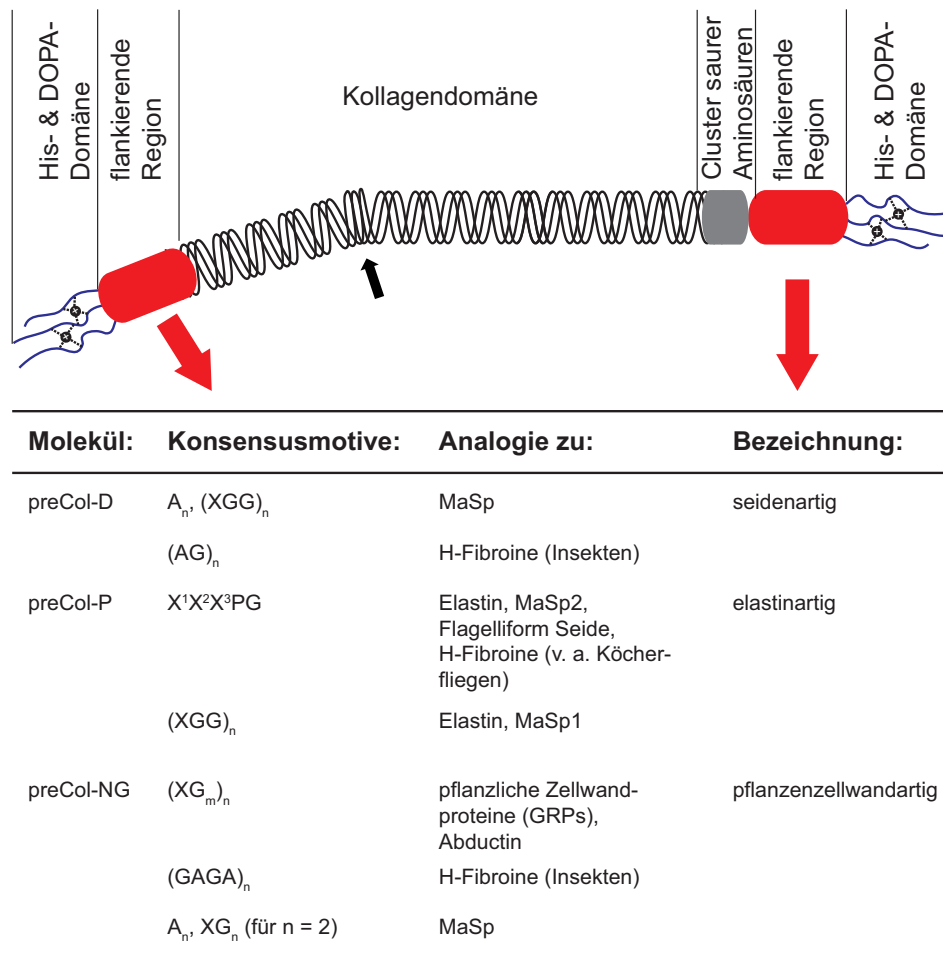 His- & DOPA-
Domäne
flankierende
Region
Kollagendomäne
Cluster saurer
Aminosäuren
flankierende
Region
His- & DOPA-
Domäne
Molekül: Konsensusmotive: Analogie zu: Bezeichnung:
preCol-D Aₙ, (XGG)ₙ MaSp seidenartig
(AG)ₙ H-Fibroine (Insekten)
preCol-P X¹X²X³PG Elastin, MaSp2, elastinartig
Flagelliform Seide,
H-Fibroine (v. a. Köcher-
fliegen)
(XGG)ₙ Elastin, MaSp1
preCol-NG (XGₘ)ₙ pflanzliche Zellwand- pflanzenzellwandartig
proteine (GRPs),
Abductin
(GAGA)ₙ H-Fibroine (Insekten)
Aₙ, XGₙ (für n = 2) MaSp